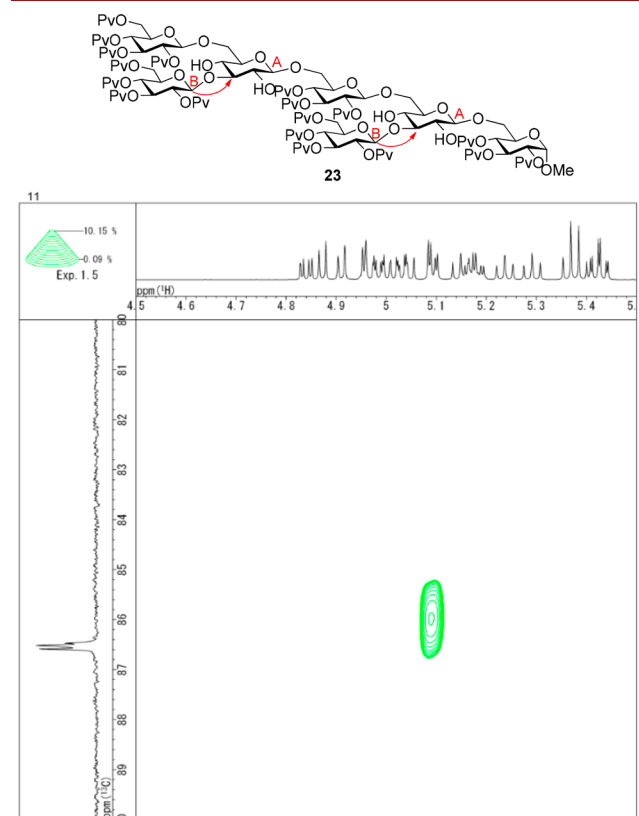 PvO
O
O
PvO
PvO
PvO
HO
O
A
O
PvO
B
O
HO
PvO
PvO
OPv
PvO
PvO
O
O
O
PvO
HO
O
A
O
PvO
B
O
HO
PvO
PvO
OPv
PvO
PvO
PvO
O
OMe
23
11
10.15 %
0.09 %
Exp. 1.5
ppm (¹H)
4.5 4.6 4.7 4.8 4.9 5 5.1 5.2 5.3 5.4 5.
80
81
82
83
84
85
86
87
88
89
ppm (¹³C)